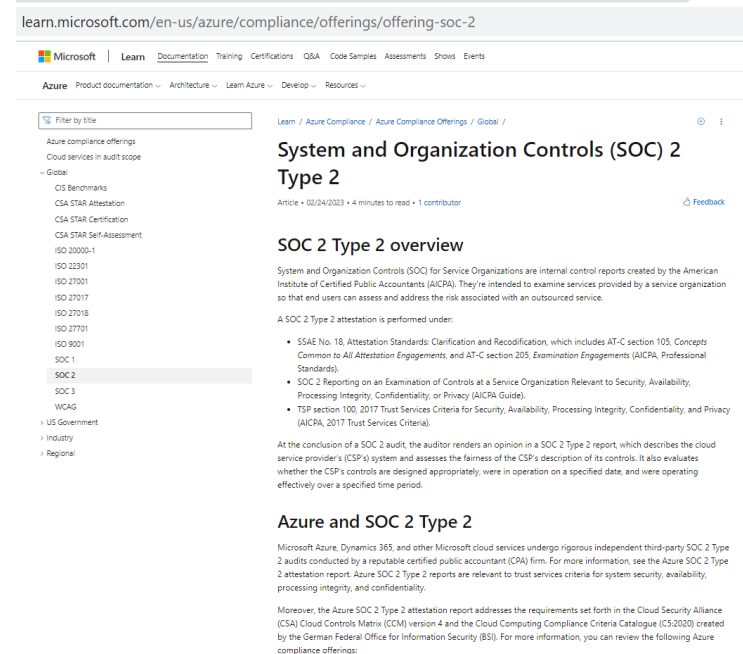 learn.microsoft.com/en-us/azure/compliance/offerings/offering-soc-2
Microsoft Learn Documentation Training Certifications Q&A Code Samples Assessments Shows Events
Azure Product documentation Architecture Learn Azure Develop Resources
Filter by title
Azure compliance offerings
Cloud services in audit scope
Global
CIS Benchmarks
CSA STAR Attestation
CSA STAR Certification
CSA STAR Self-Assessment
ISO 20000-1
ISO 22301
ISO 27001
ISO 27017
ISO 27018
ISO 27701
ISO 9001
SOC 1
SOC 2
SOC 3
WCAG
US Government
Industry
Regional
Learn / Azure Compliance / Azure Compliance Offerings / Global /
System and Organization Controls (SOC) 2
Type 2
Article • 02/24/2023 • 4 minutes to read • 1 contributor
Feedback
SOC 2 Type 2 overview
System and Organization Controls (SOC) for Service Organizations are internal control reports created by the American
Institute of Certified Public Accountants (AICPA). They're intended to examine services provided by a service organization
so that end users can assess and address the risk associated with an outsourced service.
A SOC 2 Type 2 attestation is performed under:
• SSAE No. 18, Attestation Standards: Clarification and Recodification, which includes AT-C section 105, Concepts
Common to All Attestation Engagements, and AT-C section 205, Examination Engagements (AICPA, Professional
Standards).
• SOC 2 Reporting on an Examination of Controls at a Service Organization Relevant to Security, Availability,
Processing Integrity, Confidentiality, or Privacy (AICPA Guide).
• TSP section 100, 2017 Trust Services Criteria for Security, Availability, Processing Integrity, Confidentiality, and Privacy
(AICPA, 2017 Trust Services Criteria).
At the conclusion of a SOC 2 audit, the auditor renders an opinion in a SOC 2 Type 2 report, which describes the cloud
service provider's (CSP's) system and assesses the fairness of the CSP's description of its controls. It also evaluates
whether the CSP's controls are designed appropriately, were in operation on a specified date, and were operating
effectively over a specified time period.
Azure and SOC 2 Type 2
Microsoft Azure, Dynamics 365, and other Microsoft cloud services undergo rigorous independent third-party SOC 2 Type
2 audits conducted by a reputable certified public accountant (CPA) firm. For more information, see the Azure SOC 2 Type
2 attestation report. Azure SOC 2 Type 2 reports are relevant to trust services criteria for system security, availability,
processing integrity, and confidentiality.
Moreover, the Azure SOC 2 Type 2 attestation report addresses the requirements set forth in the Cloud Security Alliance
(CSA) Cloud Controls Matrix (CCM) version 4 and the Cloud Computing Compliance Criteria Catalogue (C5:2020) created
by the German Federal Office for Information Security (BSI). For more information, you can review the following Azure
compliance offerings: